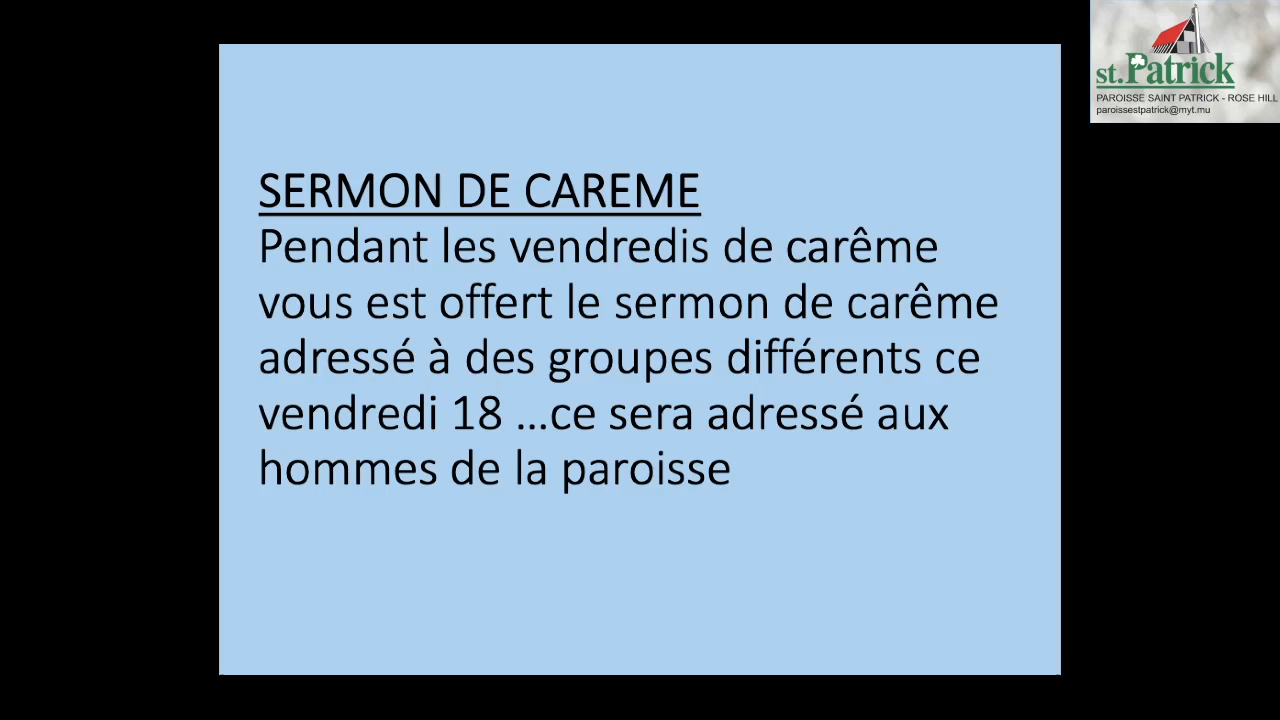 SERMON DE CAREME
Pendant les vendredis de carême
vous est offert le sermon de carême
adressé à des groupes différents ce
vendredi 18 ...ce sera adressé aux
hommes de la paroisse
st.Patrick
PAROISSE SAINT PATRICK - ROSE HILL
paroissestpatrick@myt.mu